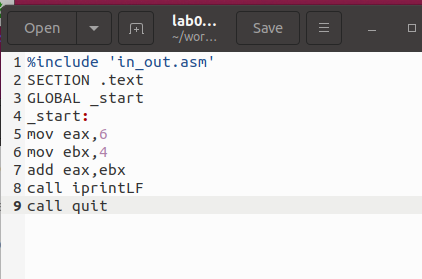 Open
lab0...
~/wor...
Save
1 %include 'in_out.asm'
2 SECTION .text
3 GLOBAL _start
4 _start:
5 mov eax,6
6 mov ebx,4
7 add eax,ebx
8 call iprintLF
9 call quit